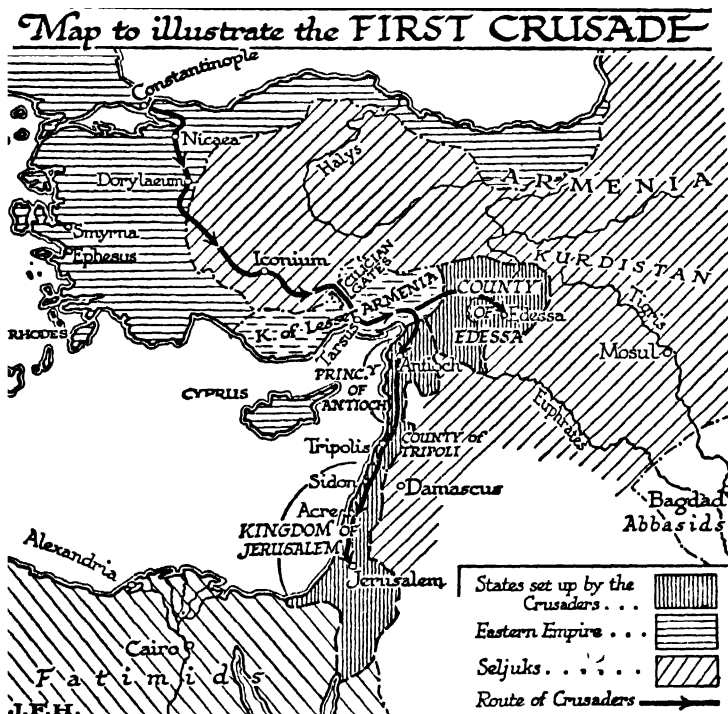 Map to illustrate the FIRST CRUSADE
Constantinople
Nicaea
Halys
Dorylaeum
ARMENIA
Smyrna
Ephesus
Iconium
CILICIAN
GATES
KURDISTAN
ARMENIA
COUNTY
OF
EDESSA
Edessa
K. of Lesser
Tarsus
Tigris
RHODES
Mosul
Antioch
PRINC.Y
OF
ANTIOCH
CYPRUS
Euphrates
Tripolis
COUNTY of
TRIPOLI
Sidon
Damascus
Bagdad
Abbasids
Acre
KINGDOM OF
JERUSALEM
Alexandria
Jerusalem
Cairo
Fatimids
J.F.H.
States set up by the
Crusaders . . .
Eastern Empire . . .
Seljuks . . . . . .
Route of Crusaders